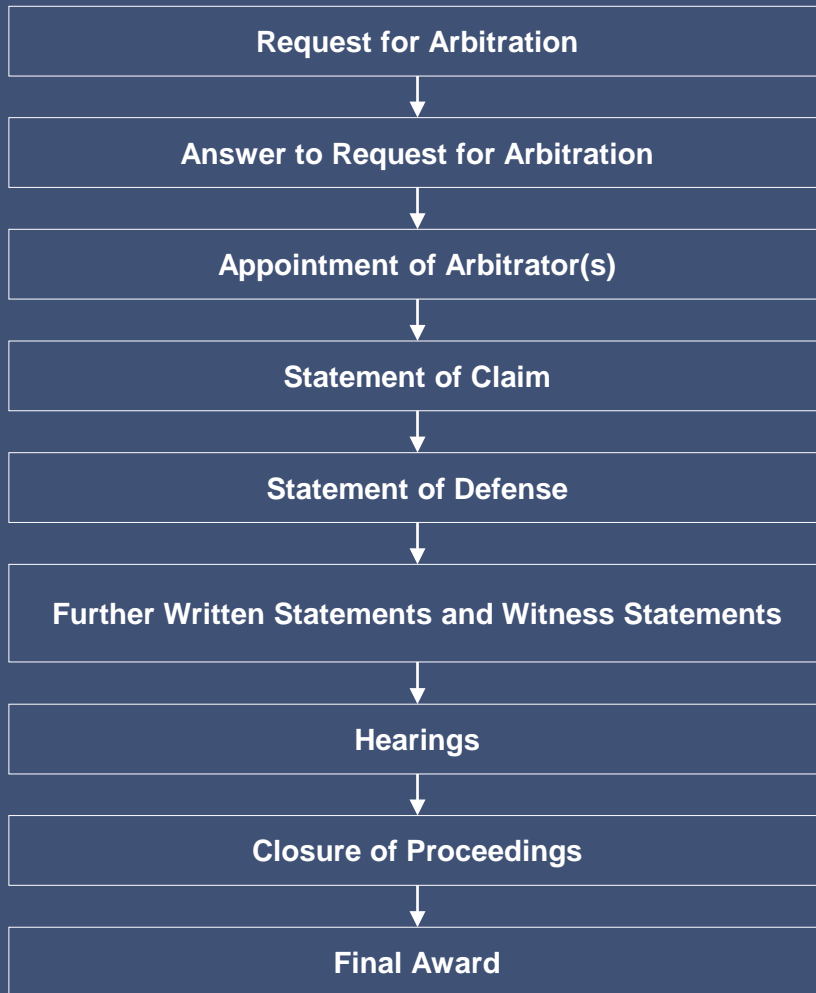 Request for Arbitration
Answer to Request for Arbitration
Appointment of Arbitrator(s)
Statement of Claim
Statement of Defense
Further Written Statements and Witness Statements
Hearings
Closure of Proceedings
Final Award